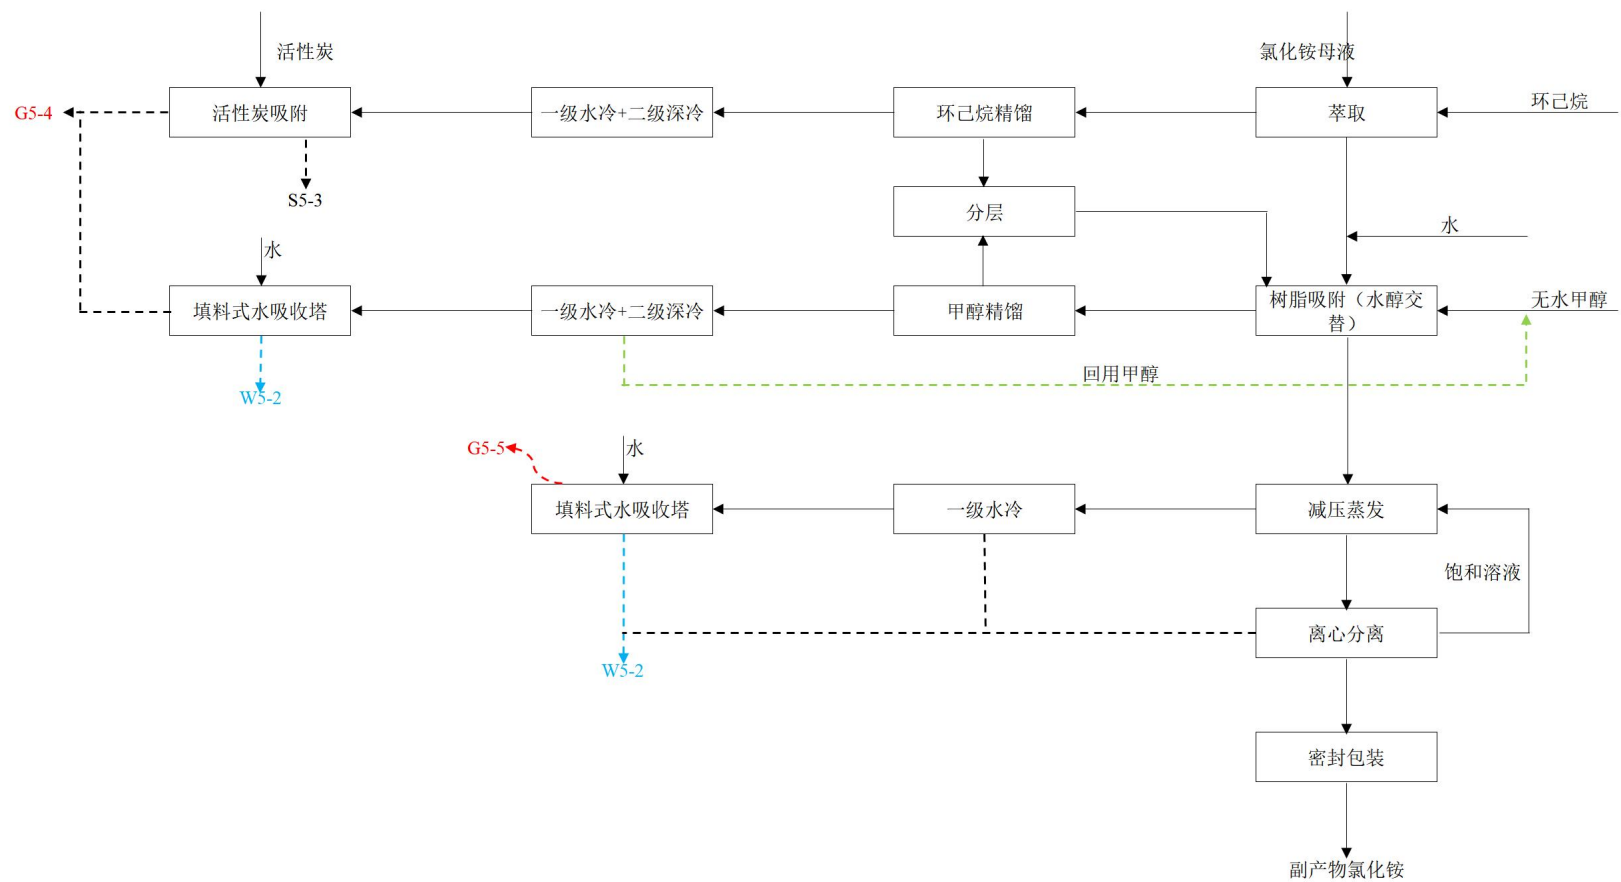 活性炭
氯化铵母液
G5-4
活性炭吸附
一级水冷+二级深冷
环己烷精馏
萃取
环己烷
S5-3
分层
水
水
填料式水吸收塔
一级水冷+二级深冷
甲醇精馏
树脂吸附（水醇交
替）
无水甲醇
W5-2
回用甲醇
G5-5
水
填料式水吸收塔
一级水冷
减压蒸发
饱和溶液
离心分离
W5-2
密封包装
副产物氯化铵